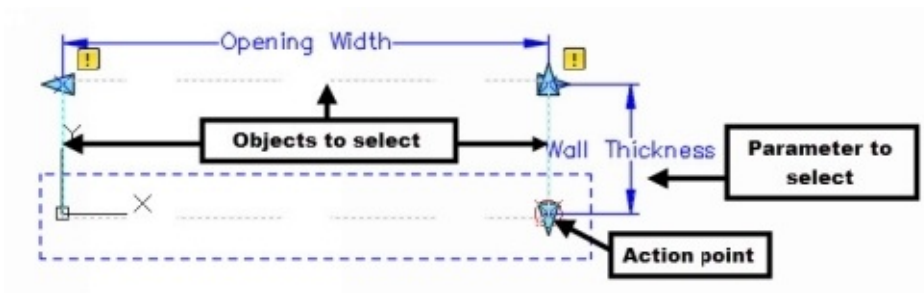 Opening Width
!
!
Objects to select
Y
Wall Thickness
Parameter to
select
X
Action point